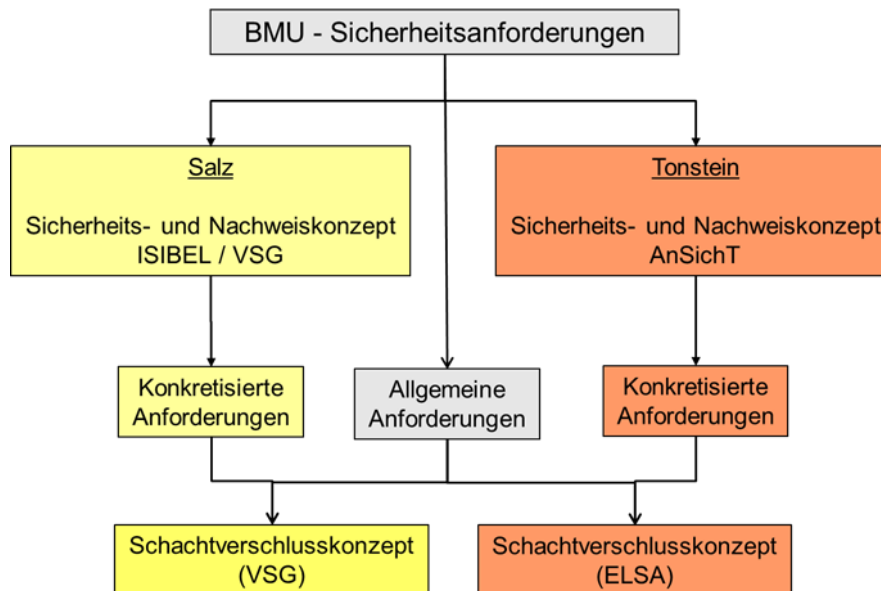 BMU - Sicherheitsanforderungen
Salz
Sicherheits- und Nachweiskonzept
ISIBEL / VSG
Tonstein
Sicherheits- und Nachweiskonzept
AnSichT
Konkretisierte
Anforderungen
Allgemeine
Anforderungen
Konkretisierte
Anforderungen
Schachtverschlusskonzept
(VSG)
Schachtverschlusskonzept
(ELSA)